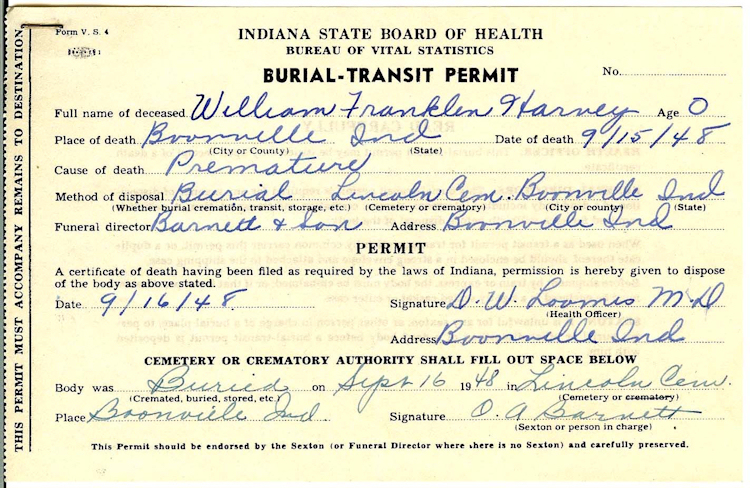 Form V. S. 4
INDIANA STATE BOARD OF HEALTH
BUREAU OF VITAL STATISTICS
BURIAL-TRANSIT PERMIT
No.
Full name of deceased William Franklen Harvey Age 0
Place of death Boonville Ind Date of death 9/15/48
(City or County) (State)
Cause of death Premature
Method of disposal Burial Lincoln Cem. Boonville Ind
(Whether burial cremation, transit, storage, etc.) (Cemetery or crematory) (City or county) (State)
Funeral director Barnett & Son Address Boonville Ind
PERMIT
A certificate of death having been filed as required by the laws of Indiana, permission is hereby given to dispose
of the body as above stated.
Date 9/16/48 Signature D. W. Loomis M.D
(Health Officer)
Address Boonville Ind
CEMETERY OR CREMATORY AUTHORITY SHALL FILL OUT SPACE BELOW
Body was Buried on Sept 16 1948 in Lincoln Cem.
(Cremated, buried, stored, etc.) (Cemetery or crematory)
Place Boonville Ind. Signature O A Barnett
(Sexton or person in charge)
This Permit should be endorsed by the Sexton (or Funeral Director where there is no Sexton) and carefully preserved.
THIS PERMIT MUST ACCOMPANY REMAINS TO DESTINATION.